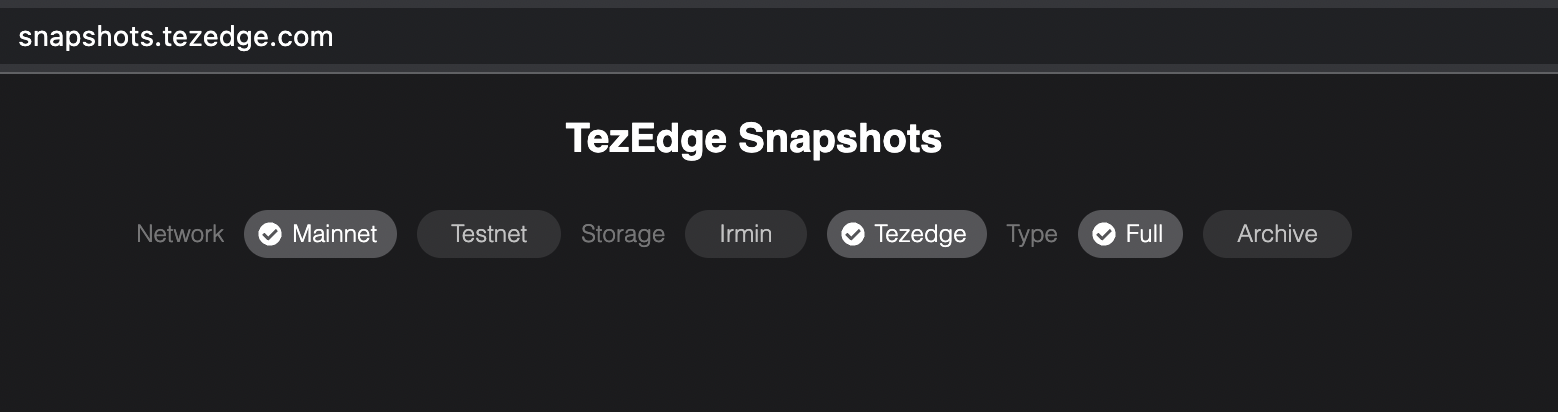 snapshots.tezedge.com
TezEdge Snapshots
Network Mainnet Testnet Storage Irmin Tezedge Type Full Archive